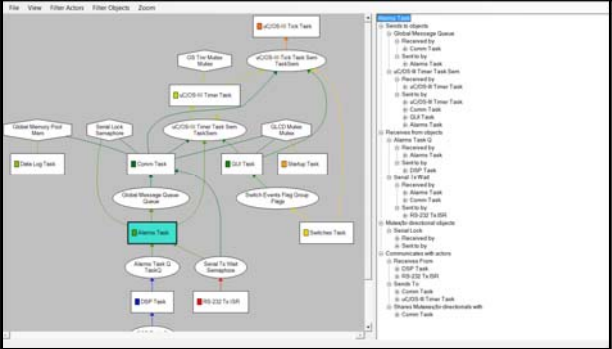 File View Filter Actors Filter Objects Zoom
uC/OS-III Tick Task
OS Tmr Mutex
Mutex
uC/OS-III Tick Task Sem
TaskSem
uC/OS-III Timer Task
Global Memory Pool
Mem
Serial Lock
Semaphore
uC/OS-III Timer Task Sem
TaskSem
GLCD Mutex
Mutex
Data Log Task
Comm Task
GUI Task
Startup Task
Global Message Queue
Queue
Switch Events Flag Group
Flags
Alarms Task
Switches Task
Alarms Task Q
TaskQ
Serial Tx Wait
Semaphore
DSP Task
RS-232 Tx ISR
Alarms Task
Sends to objects
Global Message Queue
Received by
Comm Task
Sent to by
Alarms Task
uC/OS-III Timer Task Sem
Received by
uC/OS-III Timer Task
Sent to by
uC/OS-III Timer Task
Comm Task
GUI Task
Alarms Task
Receives from objects
Alarms Task Q
Received by
Alarms Task
Sent to by
DSP Task
Serial Tx Wait
Received by
Alarms Task
Comm Task
Sent to by
RS-232 Tx ISR
Mutex/bi-directional objects
Serial Lock
Received by
Sent to by
Communicates with actors
Receives From
DSP Task
RS-232 Tx ISR
Sends To
Comm Task
uC/OS-III Timer Task
Shares Mutexes/bi-directionals with
Comm Task